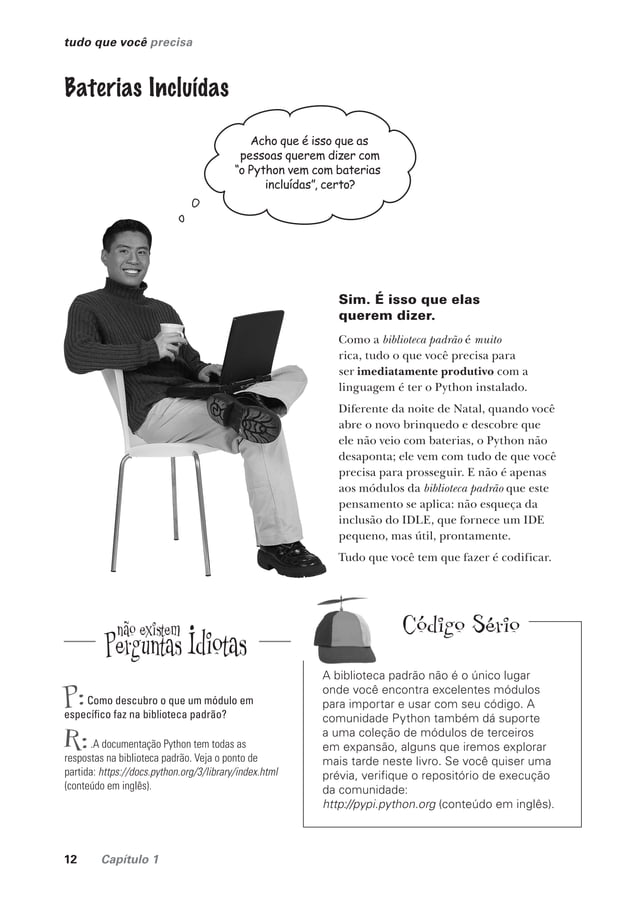 tudo que você precisa
Baterias Incluídas
Acho que é isso que as
pessoas querem dizer com
“o Python vem com baterias
incluídas”, certo?
Sim. É isso que elas
querem dizer.
Como a biblioteca padrão é muito
rica, tudo o que você precisa para
ser imediatamente produtivo com a
linguagem é ter o Python instalado.
Diferente da noite de Natal, quando você
abre o novo brinquedo e descobre que
ele não veio com baterias, o Python não
desaponta; ele vem com tudo de que você
precisa para prosseguir. E não é apenas
aos módulos da biblioteca padrão que este
pensamento se aplica: não esqueça da
inclusão do IDLE, que fornece um IDE
pequeno, mas útil, prontamente.
Tudo que você tem que fazer é codificar.
não existem
Perguntas Idiotas
P: Como descubro o que um módulo em
específico faz na biblioteca padrão?
R: .A documentação Python tem todas as
respostas na biblioteca padrão. Veja o ponto de
partida: https://docs.python.org/3/library/index.html
(conteúdo em inglês).
Código Sério
A biblioteca padrão não é o único lugar
onde você encontra excelentes módulos
para importar e usar com seu código. A
comunidade Python também dá suporte
a uma coleção de módulos de terceiros
em expansão, alguns que iremos explorar
mais tarde neste livro. Se você quiser uma
prévia, verifique o repositório de execução
da comunidade:
http://pypi.python.org (conteúdo em inglês).
12 Capítulo 1